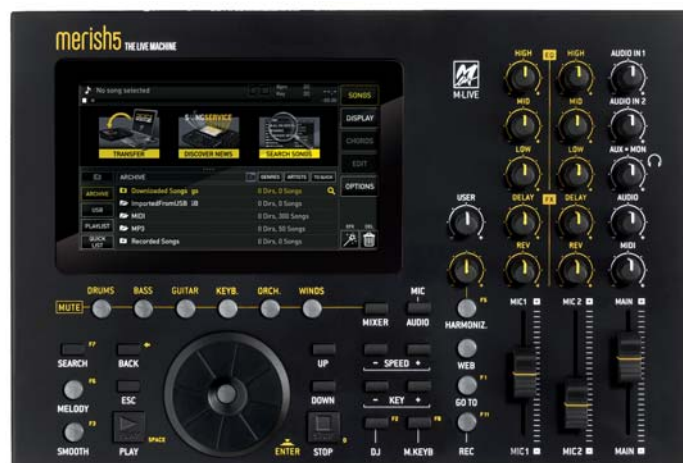 merish5 THE LIVE MACHINE
No song selected
SONGS
DISPLAY
CHORDS
EDIT
OPTIONS
TRANSFER
SONGSERVICE
DISCOVER NEWS
SEARCH SONGS
ARCHIVE
GENRES
ARTISTS
TO QUICK
ARCHIVE
USB
PLAYLIST
QUICK LIST
Downloaded Songs
0 Dirs, 0 Songs
ImportedFromUSB
0 Dirs, 0 Songs
MIDI
0 Dirs, 300 Songs
MP3
0 Dirs, 50 Songs
Recorded Songs
0 Dirs, 0 Songs
M-LIVE
HIGH EQ HIGH AUDIO IN 1
MID MID AUDIO IN 2
LOW LOW AUX • MON
USER DELAY FX DELAY AUDIO
REV REV MIDI
MUTE DRUMS BASS GUITAR KEYB. ORCH. WINDS
MIXER
MIC
AUDIO
F5
HARMONIZ.
MIC1 MIC 2 MAIN
SEARCH F7
BACK
UP
- SPEED +
WEB
MELODY F6
ESC
DOWN
- KEY +
F1
GO TO
SMOOTH F3
PLAY SPACE
ENTER
STOP 0
DJ F2
M.KEYB F8
F11
REC
MIC1 MIC2 MAIN